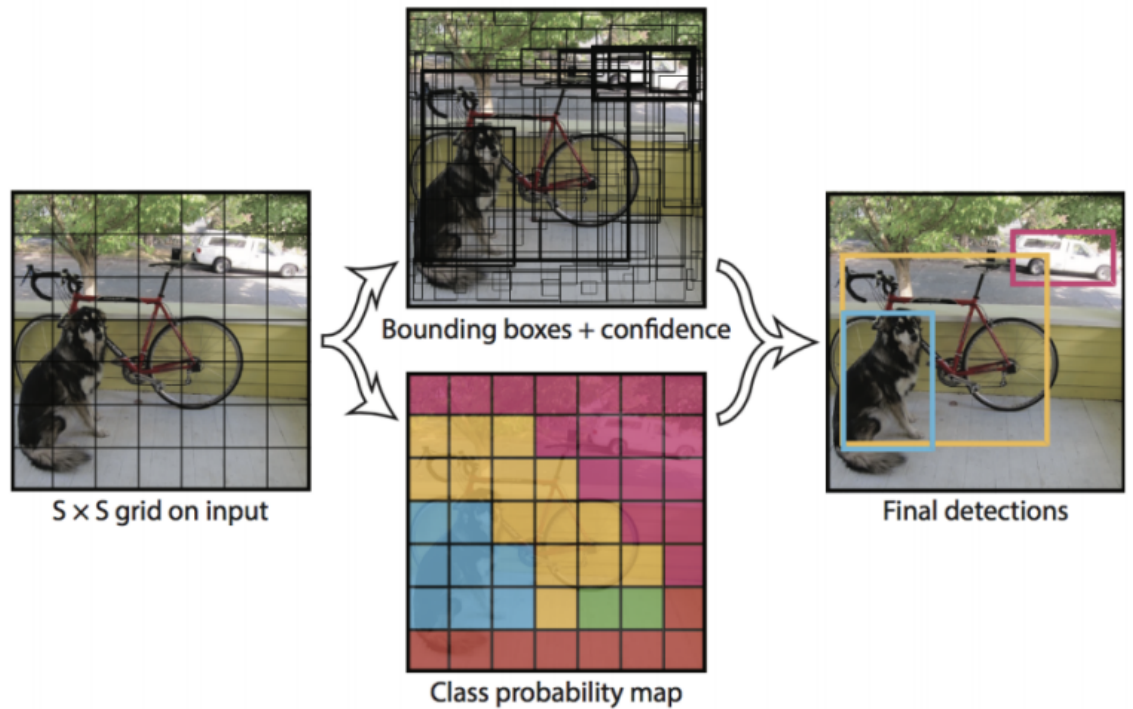 Bounding boxes + confidence
S × S grid on input
Final detections
Class probability map